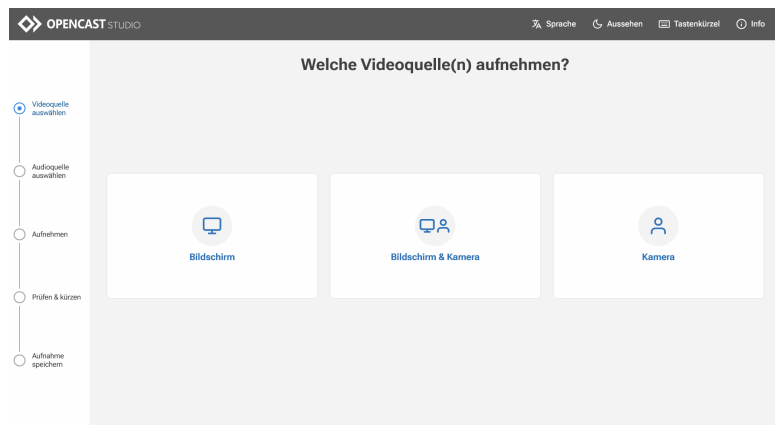 OPENCAST STUDIO
Sprache
Aussehen
Tastenkürzel
Info
Welche Videoquelle(n) aufnehmen?
Videoquelle
auswählen
Audioquelle
auswählen
Aufnehmen
Prüfen & kürzen
Aufnahme
speichern
Bildschirm
Bildschirm & Kamera
Kamera